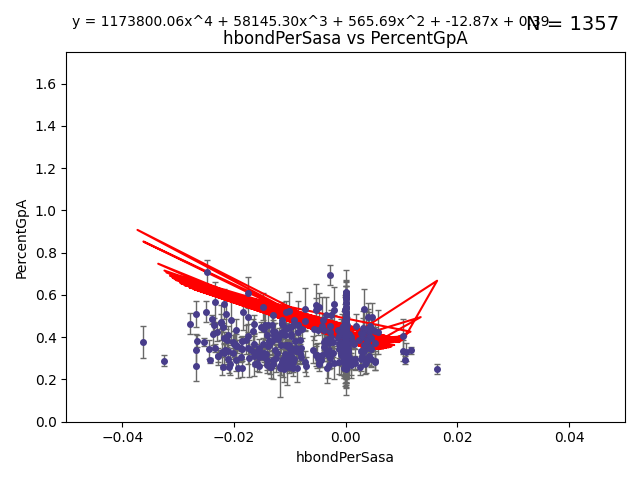 y = 1173800.06x^4 + 58145.30x^3 + 565.69x^2 + -12.87x + 0.39
N = 1357
hbondPerSasa vs PercentGpA
PercentGpA
1.6
1.4
1.2
1.0
0.8
0.6
0.4
0.2
0.0
−0.04 −0.02 0.00 0.02 0.04
hbondPerSasa